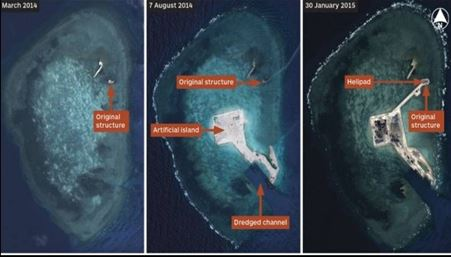 March 2014
Original
structure
7 August 2014
Original structure
Artificial island
Dredged channel
30 January 2015
Helipad
Original
structure